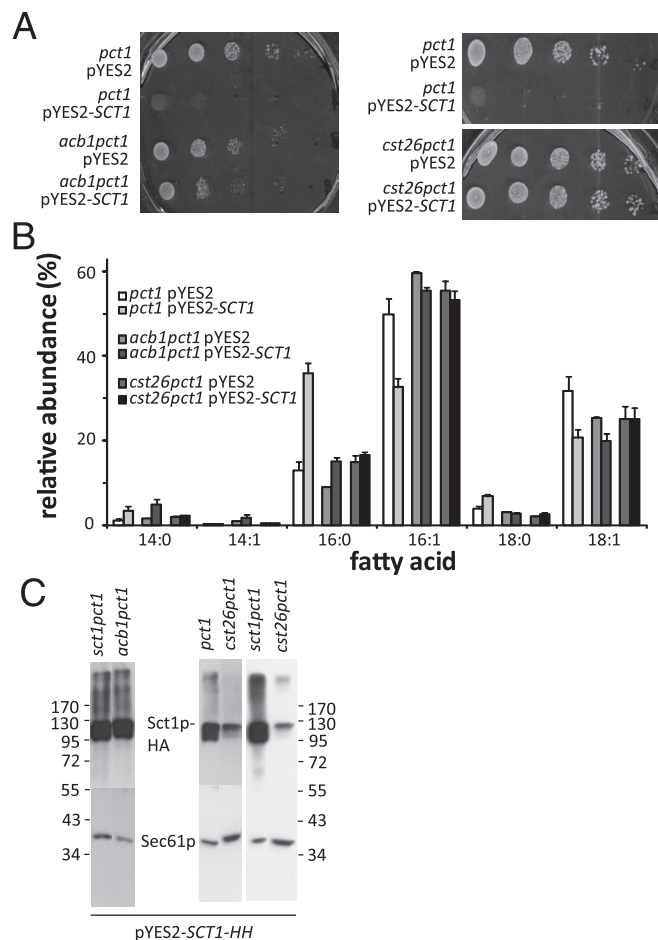 A
pct1
pYES2
pct1
pYES2-SCT1
acb1pct1
pYES2
acb1pct1
pYES2-SCT1
pct1
pYES2
pct1
pYES2-SCT1
cst26pct1
pYES2
cst26pct1
pYES2-SCT1
B
relative abundance (%)
60
40
20
0
pct1 pYES2
pct1 pYES2-SCT1
acb1pct1 pYES2
acb1pct1 pYES2-SCT1
cst26pct1 pYES2
cst26pct1 pYES2-SCT1
14:0 14:1 16:0 16:1 18:0 18:1
fatty acid
C
sct1pct1
acb1pct1
pct1
cst26pct1
sct1pct1
cst26pct1
170 -
130 -
95 -
72 -
55 -
43 -
34 -
Sct1p-
HA
Sec61p
- 170
- 130
- 95
- 72
- 55
- 43
- 34
pYES2-SCT1-HH